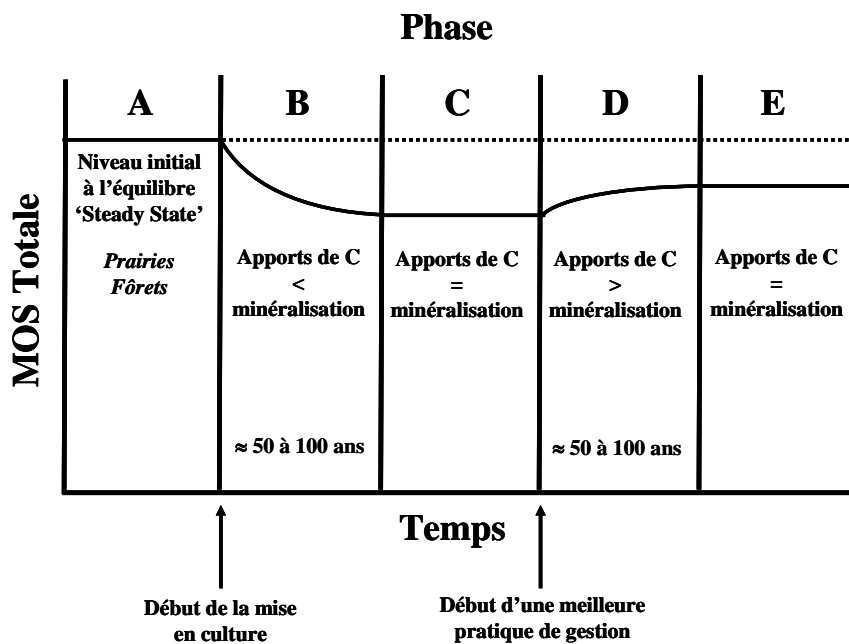 Phase
A
B
C
D
E
Niveau initial
à l'équilibre
'Steady State'
Prairies
Fôrets
Apports de C
<
minéralisation
≈ 50 à 100 ans
Apports de C
=
minéralisation
Apports de C
>
minéralisation
≈ 50 à 100 ans
Apports de C
=
minéralisation
MOS Totale
Temps
Début de la mise
en culture
Début d'une meilleure
pratique de gestion